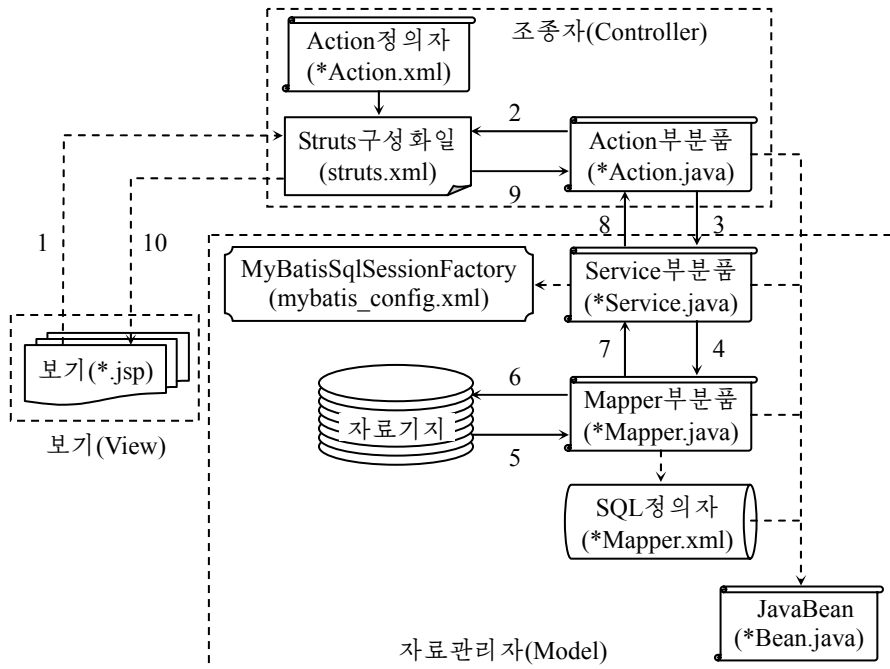 조종자(Controller)
Action정의자
(*Action.xml)
2
Struts구성화일
(struts.xml)
Action부분품
(*Action.java)
9
1
10
8
3
MyBatisSqlSessionFactory
(mybatis_config.xml)
Service부분품
(*Service.java)
7
4
보기(*.jsp)
보기(View)
6
자료기지
Mapper부분품
(*Mapper.java)
5
SQL정의자
(*Mapper.xml)
JavaBean
(*Bean.java)
자료관리자(Model)